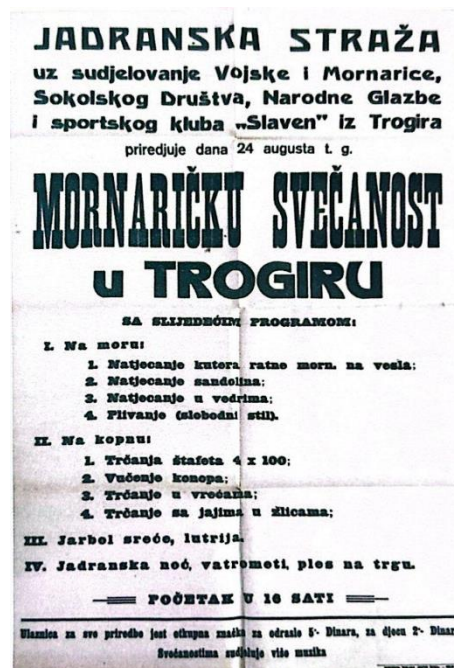 JADRANSKA STRAŽA
uz sudjelovanje Vojske i Mornarice,
Sokolskog Društva, Narodne Glazbe
i sportskog kluba „Slaven” iz Trogira
priredjuje dana 24 augusta t. g.
MORNARIČKU SVEČANOST
u TROGIRU
SA SLIJEDEĆIM PROGRAMOM:
I. Na moru:
1. Natjecanje kutera ratne morn. na vesla;
2. Natjecanje sandolina;
3. Natjecanje u vedrima;
4. Plivanje (slobodni stil).
II. Na kopnu:
1. Trčanja štafeta 4 x 100;
2. Vučenje konopa;
3. Trčanje u vrećama;
4. Trčanje sa jajima u žlicama;
III. Jarbol sreće, lutrija.
IV. Jadranska noć, vatrometi, ples na trgu.
POČETAK U 16 SATI
Ulaznica za sve priredbe jest otkupna značka za odrasle 5·- Dinara, za djecu 2·- Dinar
Svečanostima sudjeluje više muzika